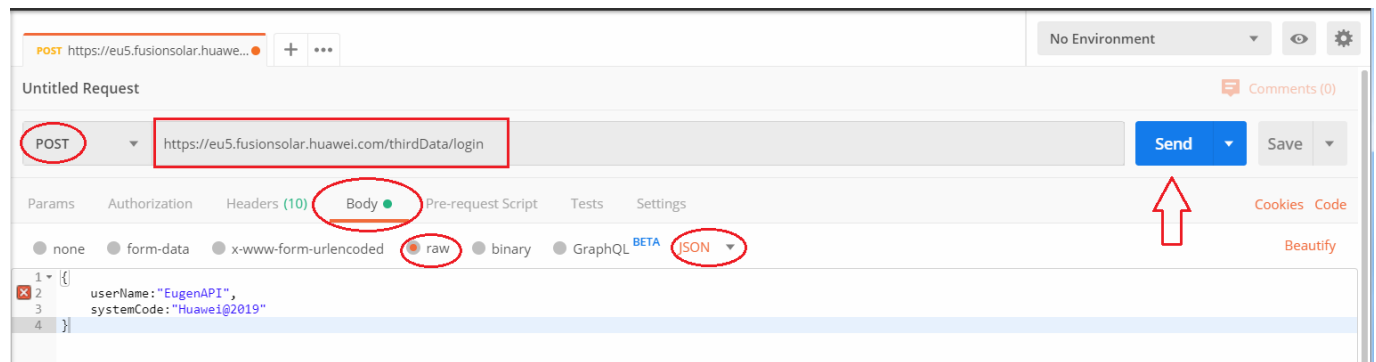 POST https://eu5.fusionsolar.huawe... + •••
No Environment
Untitled Request
Comments (0)
POST https://eu5.fusionsolar.huawei.com/thirdData/login Send Save
Params Authorization Headers (10) Body Pre-request Script Tests Settings Cookies Code
none form-data x-www-form-urlencoded raw binary GraphQL BETA JSON Beautify
1 {
2 userName:"EugenAPI",
3 systemCode:"Huawei@2019"
4 }